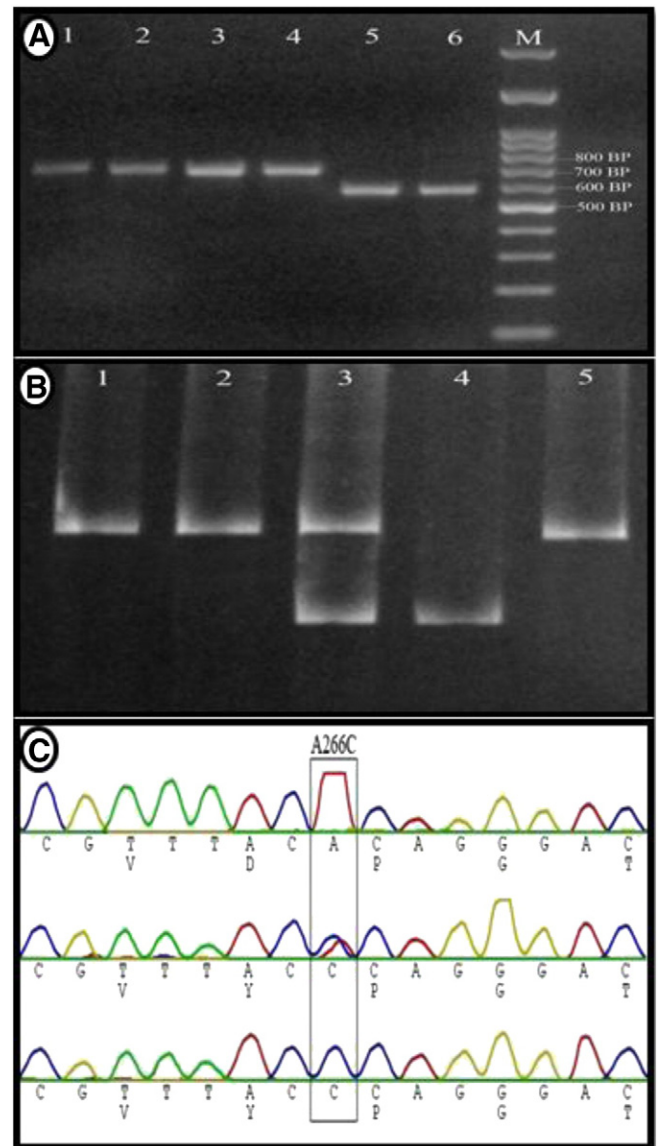 A 1 2 3 4 5 6 M
800 BP
700 BP
600 BP
500 BP
B 1 2 3 4 5
C
A266C
C G T T T A C A C A G G G A C
V D P G T
C G T T T A C C C A G G G A C
V Y P G T
C G T T T A C C C A G G G A C
V Y P G T